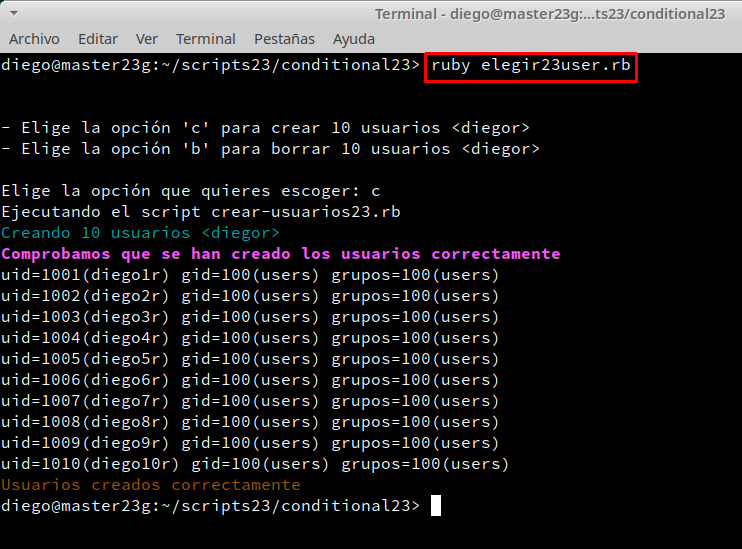 Terminal - diego@master23g:...ts23/conditional23
Archivo Editar Ver Terminal Pestañas Ayuda
diego@master23g:~/scripts23/conditional23> ruby elegir23user.rb
- Elige la opción 'c' para crear 10 usuarios <diegor>
- Elige la opción 'b' para borrar 10 usuarios <diegor>
Elige la opción que quieres escoger: c
Ejecutando el script crear-usuarios23.rb
Creando 10 usuarios <diegor>
Comprobamos que se han creado los usuarios correctamente
uid=1001(diego1r) gid=100(users) grupos=100(users)
uid=1002(diego2r) gid=100(users) grupos=100(users)
uid=1003(diego3r) gid=100(users) grupos=100(users)
uid=1004(diego4r) gid=100(users) grupos=100(users)
uid=1005(diego5r) gid=100(users) grupos=100(users)
uid=1006(diego6r) gid=100(users) grupos=100(users)
uid=1007(diego7r) gid=100(users) grupos=100(users)
uid=1008(diego8r) gid=100(users) grupos=100(users)
uid=1009(diego9r) gid=100(users) grupos=100(users)
uid=1010(diego10r) gid=100(users) grupos=100(users)
Usuarios creados correctamente
diego@master23g:~/scripts23/conditional23>